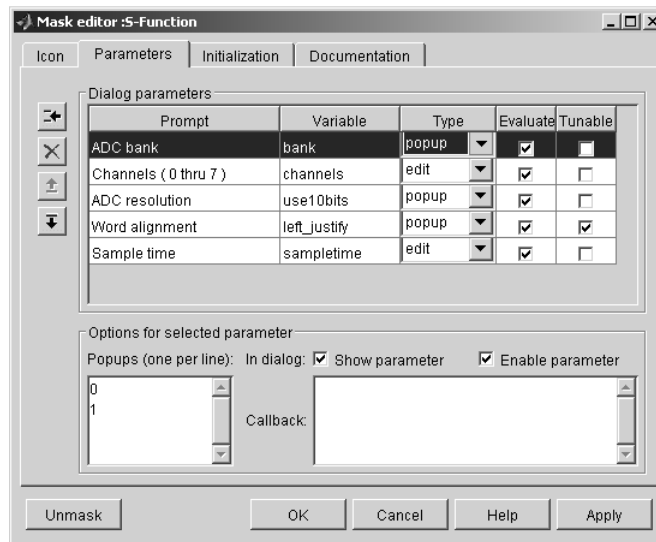 Mask editor :S-Function
Icon Parameters Initialization Documentation
Dialog parameters
Prompt Variable Type Evaluate Tunable
ADC bank bank popup
Channels ( 0 thru 7 ) channels edit
ADC resolution use10bits popup
Word alignment left_justify popup
Sample time sampletime edit
Options for selected parameter
Popups (one per line): In dialog: Show parameter Enable parameter
0
1
Callback:
Unmask OK Cancel Help Apply